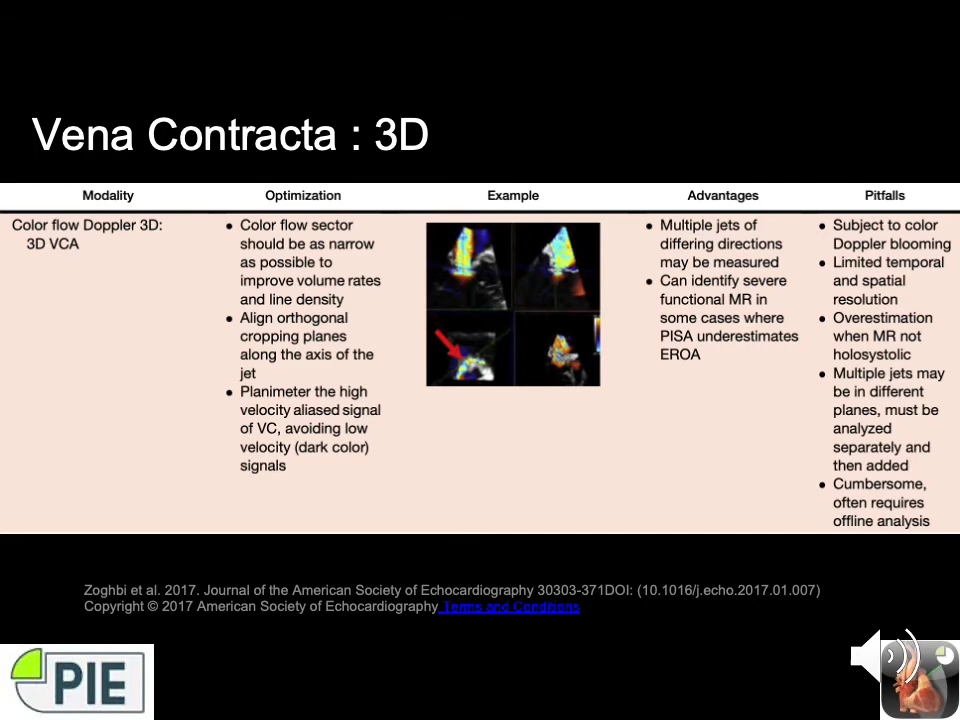 Vena Contracta : 3D
Modality Optimization Example Advantages Pitfalls
Color flow Doppler 3D:
3D VCA
• Color flow sector
should be as narrow
as possible to
improve volume rates
and line density
• Align orthogonal
cropping planes
along the axis of the
jet
• Planimeter the high
velocity aliased signal
of VC, avoiding low
velocity (dark color)
signals
• Multiple jets of
differing directions
may be measured
• Can identify severe
functional MR in
some cases where
PISA underestimates
EROA
• Subject to color
Doppler blooming
• Limited temporal
and spatial
resolution
• Overestimation
when MR not
holosystolic
• Multiple jets may
be in different
planes, must be
analyzed
separately and
then added
• Cumbersome,
often requires
offline analysis
Zoghbi et al. 2017. Journal of the American Society of Echocardiography 30303-371DOI: (10.1016/j.echo.2017.01.007)
Copyright © 2017 American Society of Echocardiography Terms and Conditions
PIE